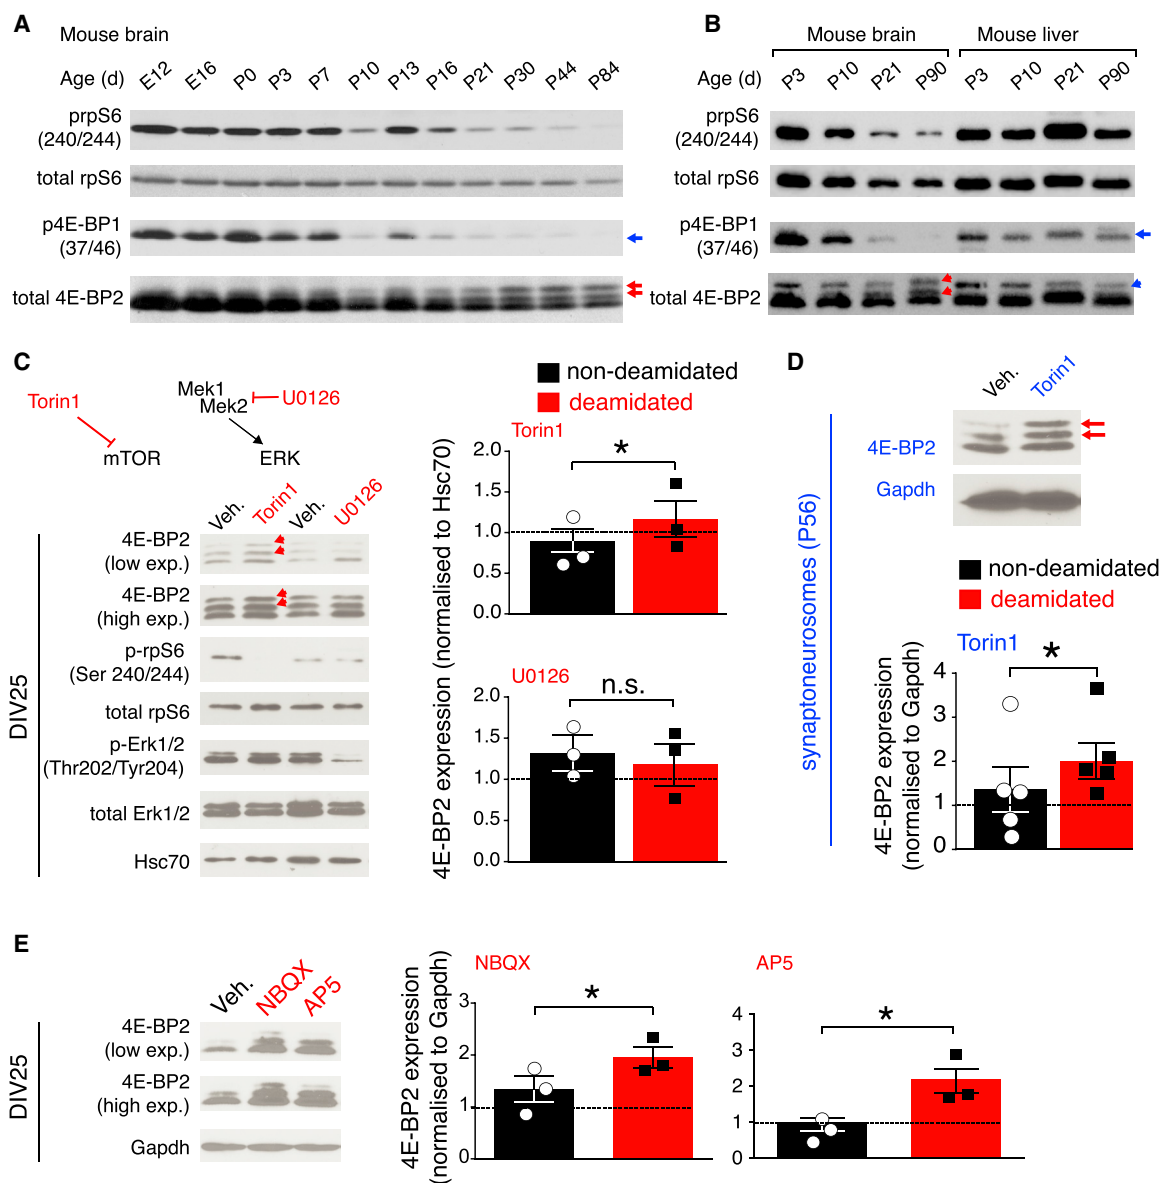 A
Mouse brain
Age (d) E12 E16 P0 P3 P7 P10 P13 P16 P21 P30 P44 P84
prpS6
(240/244)
total rpS6
p4E-BP1
(37/46)
total 4E-BP2
B
Mouse brain Mouse liver
Age (d) P3 P10 P21 P90 P3 P10 P21 P90
prpS6
(240/244)
total rpS6
p4E-BP1
(37/46)
total 4E-BP2
C
Torin1
mTOR
Mek1
Mek2
U0126
ERK
Veh. Torin1 Veh. U0126
DIV25
4E-BP2
(low exp.)
4E-BP2
(high exp.)
p-rpS6
(Ser 240/244)
total rpS6
p-Erk1/2
(Thr202/Tyr204)
total Erk1/2
Hsc70
non-deamidated
deamidated
4E-BP2 expression (normalised to Hsc70)
Torin1
*
2.0
1.5
1.0
0.5
0.0
U0126
n.s.
2.0
1.5
1.0
0.5
0.0
D
Veh. Torin1
synaptoneurosomes (P56)
4E-BP2
Gapdh
non-deamidated
deamidated
Torin1
*
4E-BP2 expression
(normalised to Gapdh)
4
3
2
1
0
E
Veh. NBQX AP5
DIV25
4E-BP2
(low exp.)
4E-BP2
(high exp.)
Gapdh
4E-BP2 expression
(normalised to Gapdh)
NBQX
*
3
2
1
0
AP5
*
4
3
2
1
0